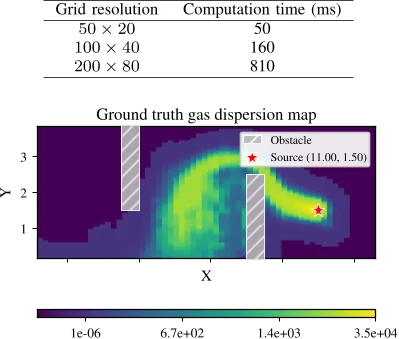 Grid resolution Computation time (ms)
50 × 20 50
100 × 40 160
200 × 80 810
Ground truth gas dispersion map
Obstacle
Source (11.00, 1.50)
3
2
1
Y
X
1e-06 6.7e+02 1.4e+03 3.5e+04